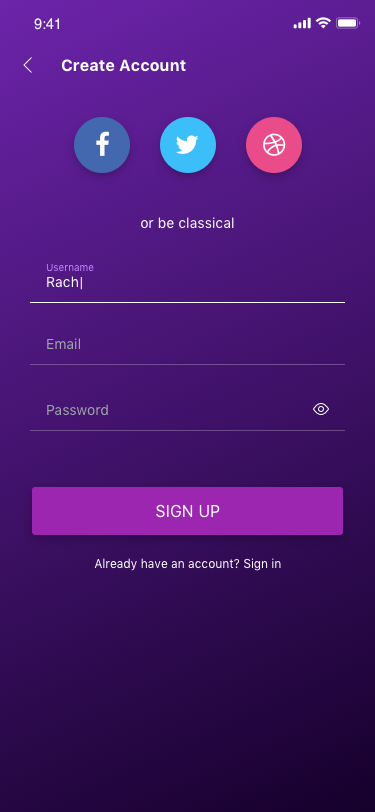 9:41
Create Account
or be classical
Username
Rach
Email
Password
SIGN UP
Already have an account? Sign in